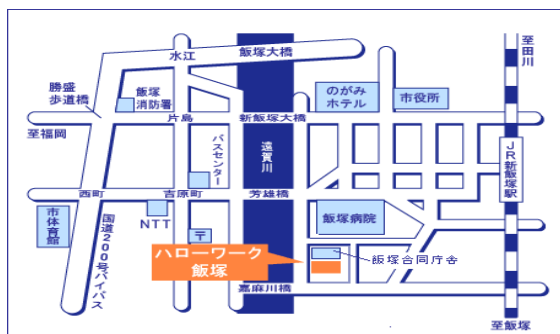 至田川
水江
飯塚大橋
勝盛
歩道橋
飯塚
消防署
のがみ
ホテル
市役所
片島
新飯塚大橋
至福岡
バスセンター
遠賀川
JR新飯塚駅
西町
吉原町
芳雄橋
市体育館
NTT
国道200号バイパス
〒
飯塚病院
ハローワーク
飯塚
飯塚合同庁舎
嘉麻川橋
至飯塚